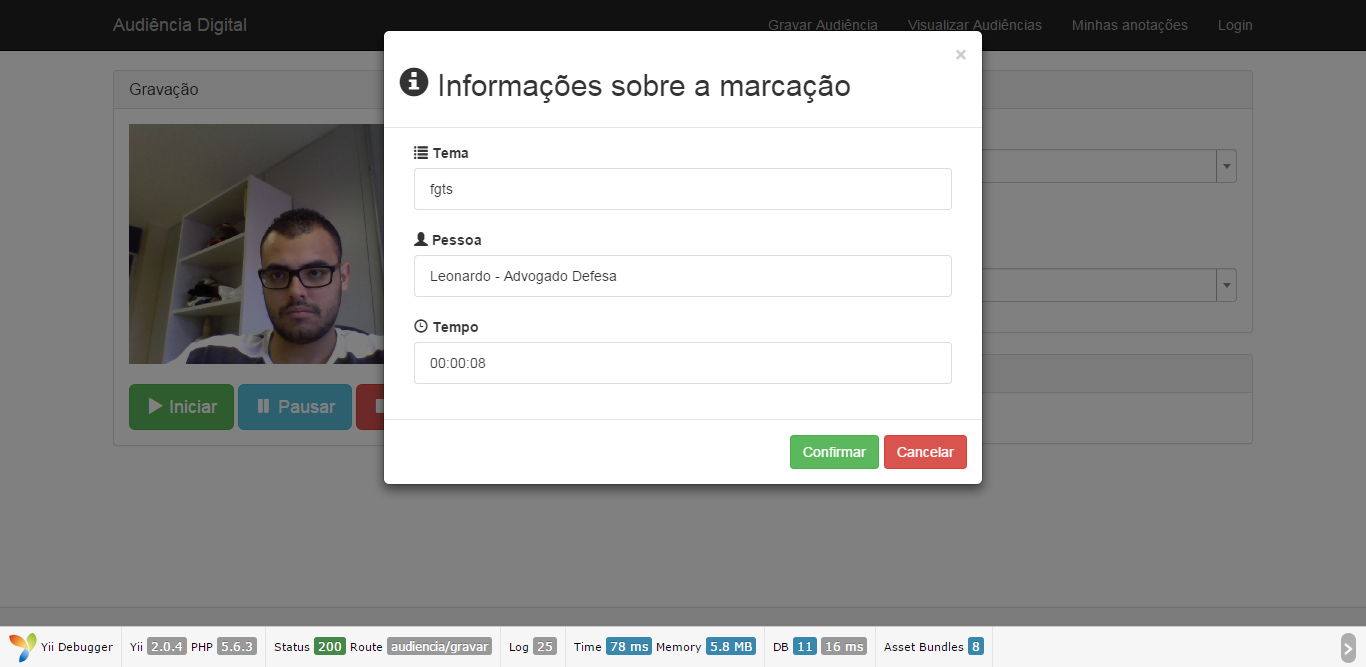 Audiência Digital
Gravar Audiência Visualizar Audiências Minhas anotações Login
Gravação
×
Informações sobre a marcação
Tema
fgts
Pessoa
Leonardo - Advogado Defesa
Tempo
00:00:08
Iniciar Pausar
Confirmar Cancelar
Yii Debugger Yii 2.0.4 PHP 5.6.3 Status 200 Route audiencia/gravar Log 25 Time 78 ms Memory 5.8 MB DB 11 16 ms Asset Bundles 8